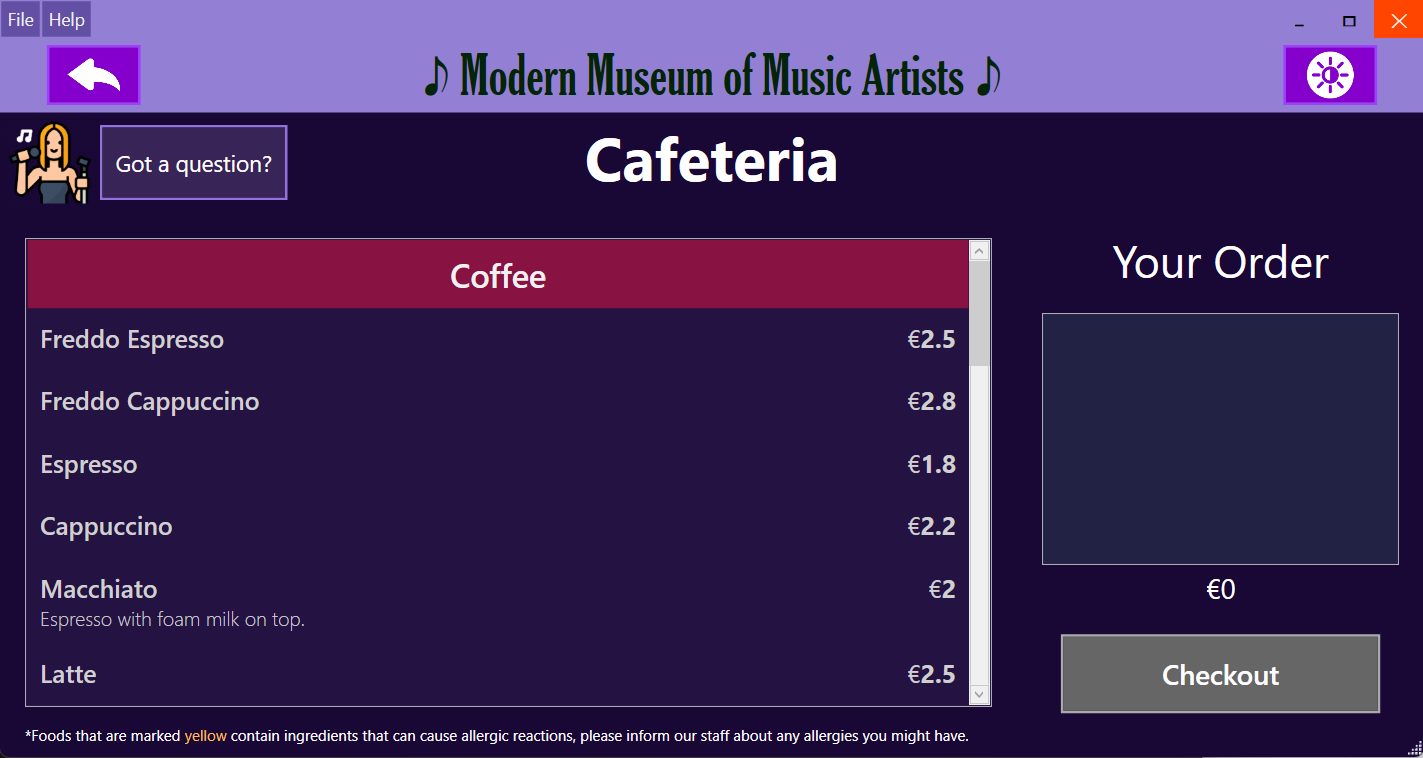 File Help
♪ Modern Museum of Music Artists ♪
Got a question?
Cafeteria
Coffee
Freddo Espresso €2.5
Freddo Cappuccino €2.8
Espresso €1.8
Cappuccino €2.2
Macchiato €2
Espresso with foam milk on top.
Latte €2.5
Your Order
€0
Checkout
*Foods that are marked yellow contain ingredients that can cause allergic reactions, please inform our staff about any allergies you might have.